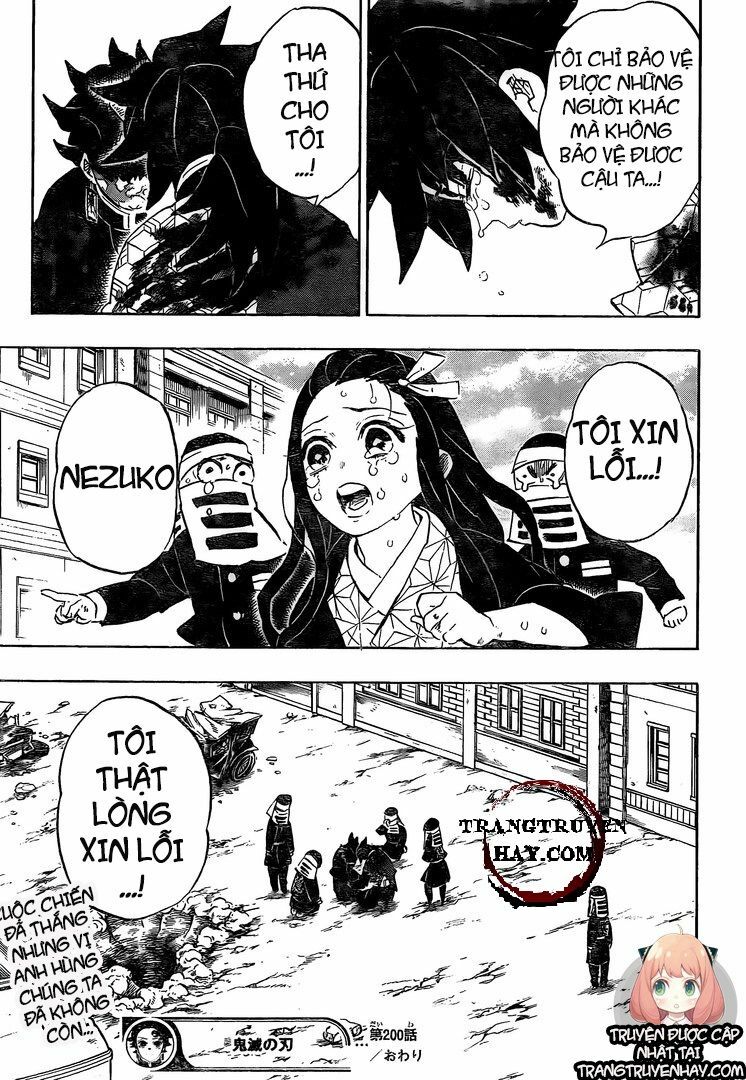 TÔI CHỈ BẢO VỆ
ĐƯỢC NHỮNG
NGƯỜI KHÁC
MÀ KHÔNG
BẢO VỆ ĐƯỢC
CẬU TA...!
THA
THỨ
CHO
TÔI
...!
TÔI XIN
LỖI...!
NEZUKO
TÔI
THẬT
LÒNG
XIN LỖI
...!
TRANGTRUYEN
HAY.COM
CUỘC CHIẾN
ĐÃ THẮNG
NHƯNG VỊ
ANH HÙNG
CHÚNG TA
ĐÃ KHÔNG
CÒN...
鬼滅の刃
... 第200話
/おわり
TRUYỆN ĐƯỢC CẬP
NHẬT TẠI
TRANGTRUYENHAY.COM